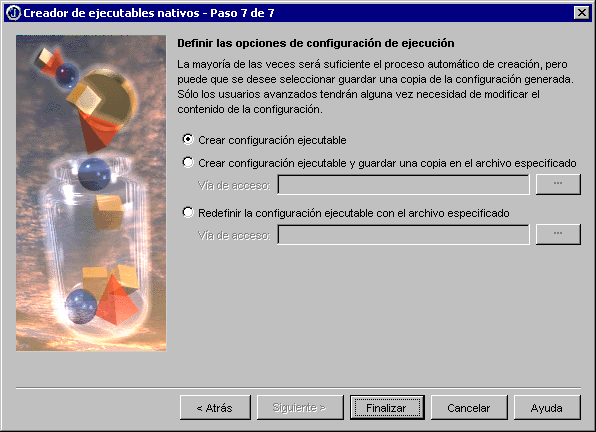 Creador de ejecutables nativos - Paso 7 de 7
Definir las opciones de configuración de ejecución
La mayoría de las veces será suficiente el proceso automático de creación, pero
puede que se desee seleccionar guardar una copia de la configuración generada.
Sólo los usuarios avanzados tendrán alguna vez necesidad de modificar el
contenido de la configuración.
Crear configuración ejecutable
Crear configuración ejecutable y guardar una copia en el archivo especificado
Vía de acceso:
...
Redefinir la configuración ejecutable con el archivo especificado
Vía de acceso:
...
< Atrás
Siguiente >
Finalizar
Cancelar
Ayuda